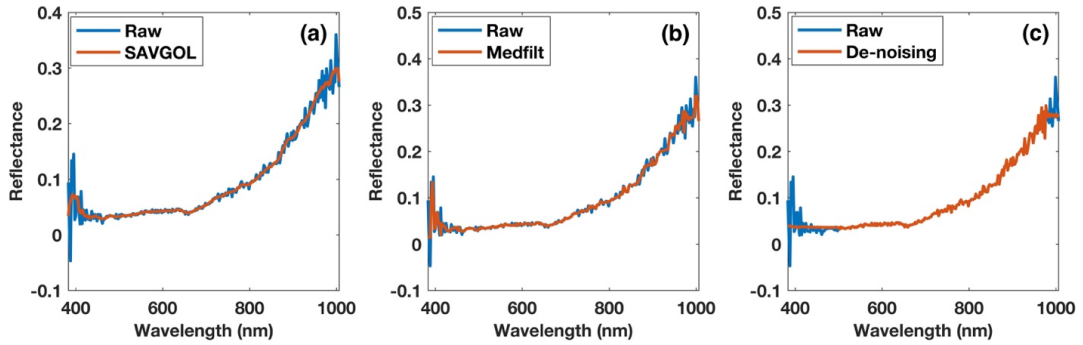 0.4
Raw
SAVGOL
(a)
0.3
0.2
0.1
0
-0.1
Reflectance
400 600 800 1000
Wavelength (nm)
0.5
Raw
Medfilt
(b)
0.4
0.3
0.2
0.1
0
-0.1
Reflectance
400 600 800 1000
Wavelength (nm)
0.5
Raw
De-noising
(c)
0.4
0.3
0.2
0.1
0
-0.1
Reflectance
400 600 800 1000
Wavelength (nm)